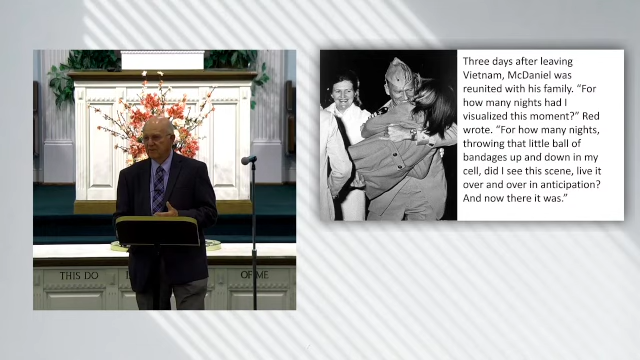 THIS DO
OF ME
Three days after leaving
Vietnam, McDaniel was
reunited with his family. “For
how many nights had I
visualized this moment?” Red
wrote. “For how many nights,
throwing that little ball of
bandages up and down in my
cell, did I see this scene, live it
over and over in anticipation?
And now there it was.”